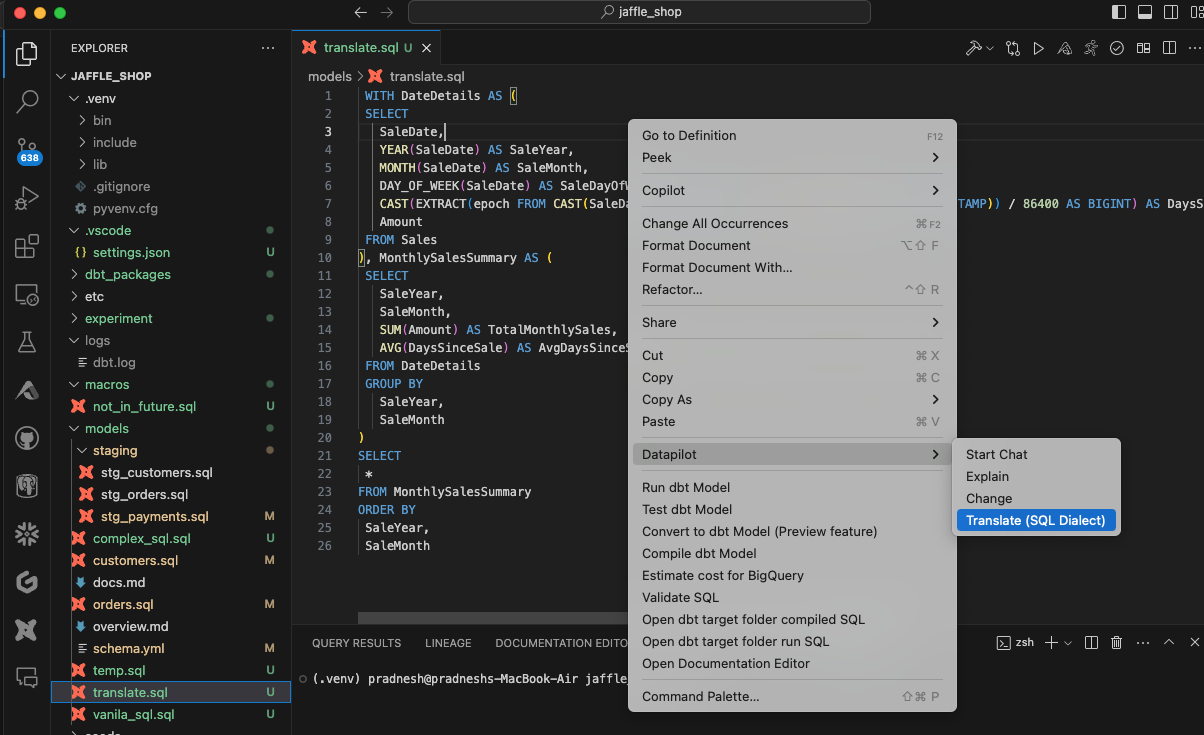 jaffle_shop
EXPLORER
translate.sql U
JAFFLE_SHOP
models > translate.sql
.venv
bin
include
lib
.gitignore
pyvenv.cfg
.vscode
{} settings.json U
dbt_packages
etc
experiment
logs
dbt.log
macros
not_in_future.sql U
models
staging
stg_customers.sql
stg_orders.sql
stg_payments.sql M
complex_sql.sql U
customers.sql M
docs.md
orders.sql M
overview.md
schema.yml M
temp.sql U
translate.sql U
vanila_sql.sql U
638
1 WITH DateDetails AS (
2 SELECT
3 SaleDate,
4 YEAR(SaleDate) AS SaleYear,
5 MONTH(SaleDate) AS SaleMonth,
6 DAY_OF_WEEK(SaleDate) AS SaleDayOfW
7 CAST(EXTRACT(epoch FROM CAST(SaleDa TAMP)) / 86400 AS BIGINT) AS DaysS
8 Amount
9 FROM Sales
10 ), MonthlySalesSummary AS (
11 SELECT
12 SaleYear,
13 SaleMonth,
14 SUM(Amount) AS TotalMonthlySales,
15 AVG(DaysSinceSale) AS AvgDaysSinceS
16 FROM DateDetails
17 GROUP BY
18 SaleYear,
19 SaleMonth
20 )
21 SELECT
22 *
23 FROM MonthlySalesSummary
24 ORDER BY
25 SaleYear,
26 SaleMonth
Go to Definition F12
Peek
Copilot
Change All Occurrences ⌘F2
Format Document ⌥⇧ F
Format Document With...
Refactor... ^⇧ R
Share
Cut ⌘ X
Copy ⌘ C
Copy As
Paste ⌘ V
Datapilot
Run dbt Model
Test dbt Model
Convert to dbt Model (Preview feature)
Compile dbt Model
Estimate cost for BigQuery
Validate SQL
Open dbt target folder compiled SQL
Open dbt target folder run SQL
Open Documentation Editor
Command Palette... ⇧⌘ P
Start Chat
Explain
Change
Translate (SQL Dialect)
QUERY RESULTS LINEAGE DOCUMENTATION EDITO
zsh
(.venv) pradnesh@pradneshs-MacBook-Air jaffle_